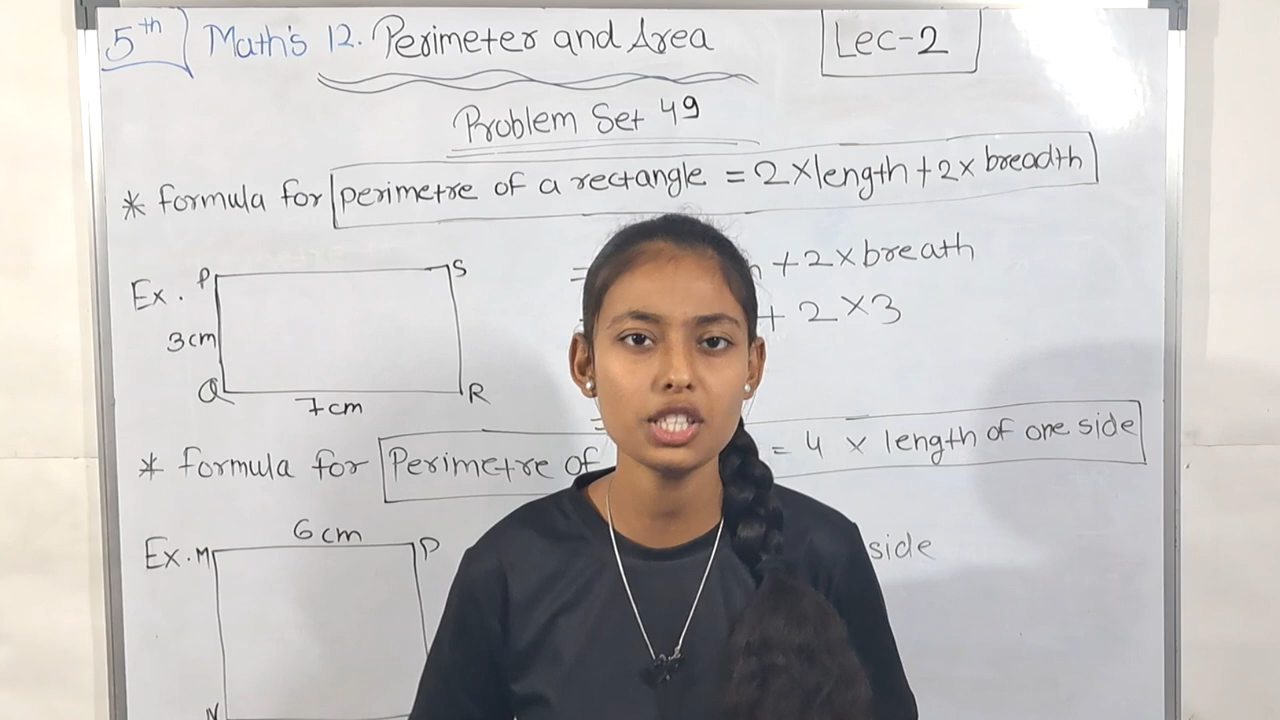 5th Math's 12. Perimeter and Area Lec-2
Problem Set 49
* formula for perimetre of a rectangle = 2×length + 2× breadth
= + 2×breath
+ 2×3
Ex. P S
3cm
Q R
7cm
=
* formula for Perimetre of = 4 × length of one side
6cm
Ex. M P
side
N